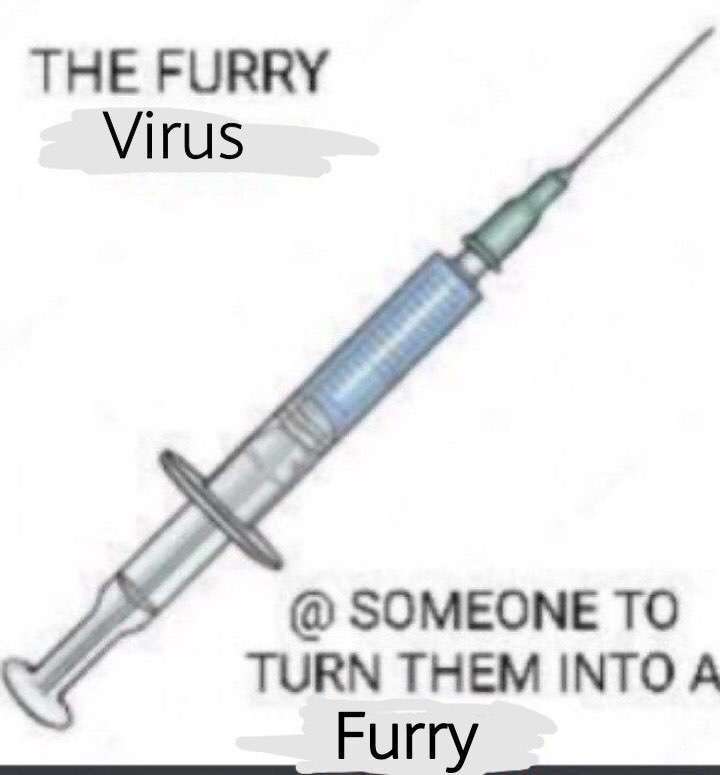 THE FURRY
Virus
@ SOMEONE TO
TURN THEM INTO A
Furry